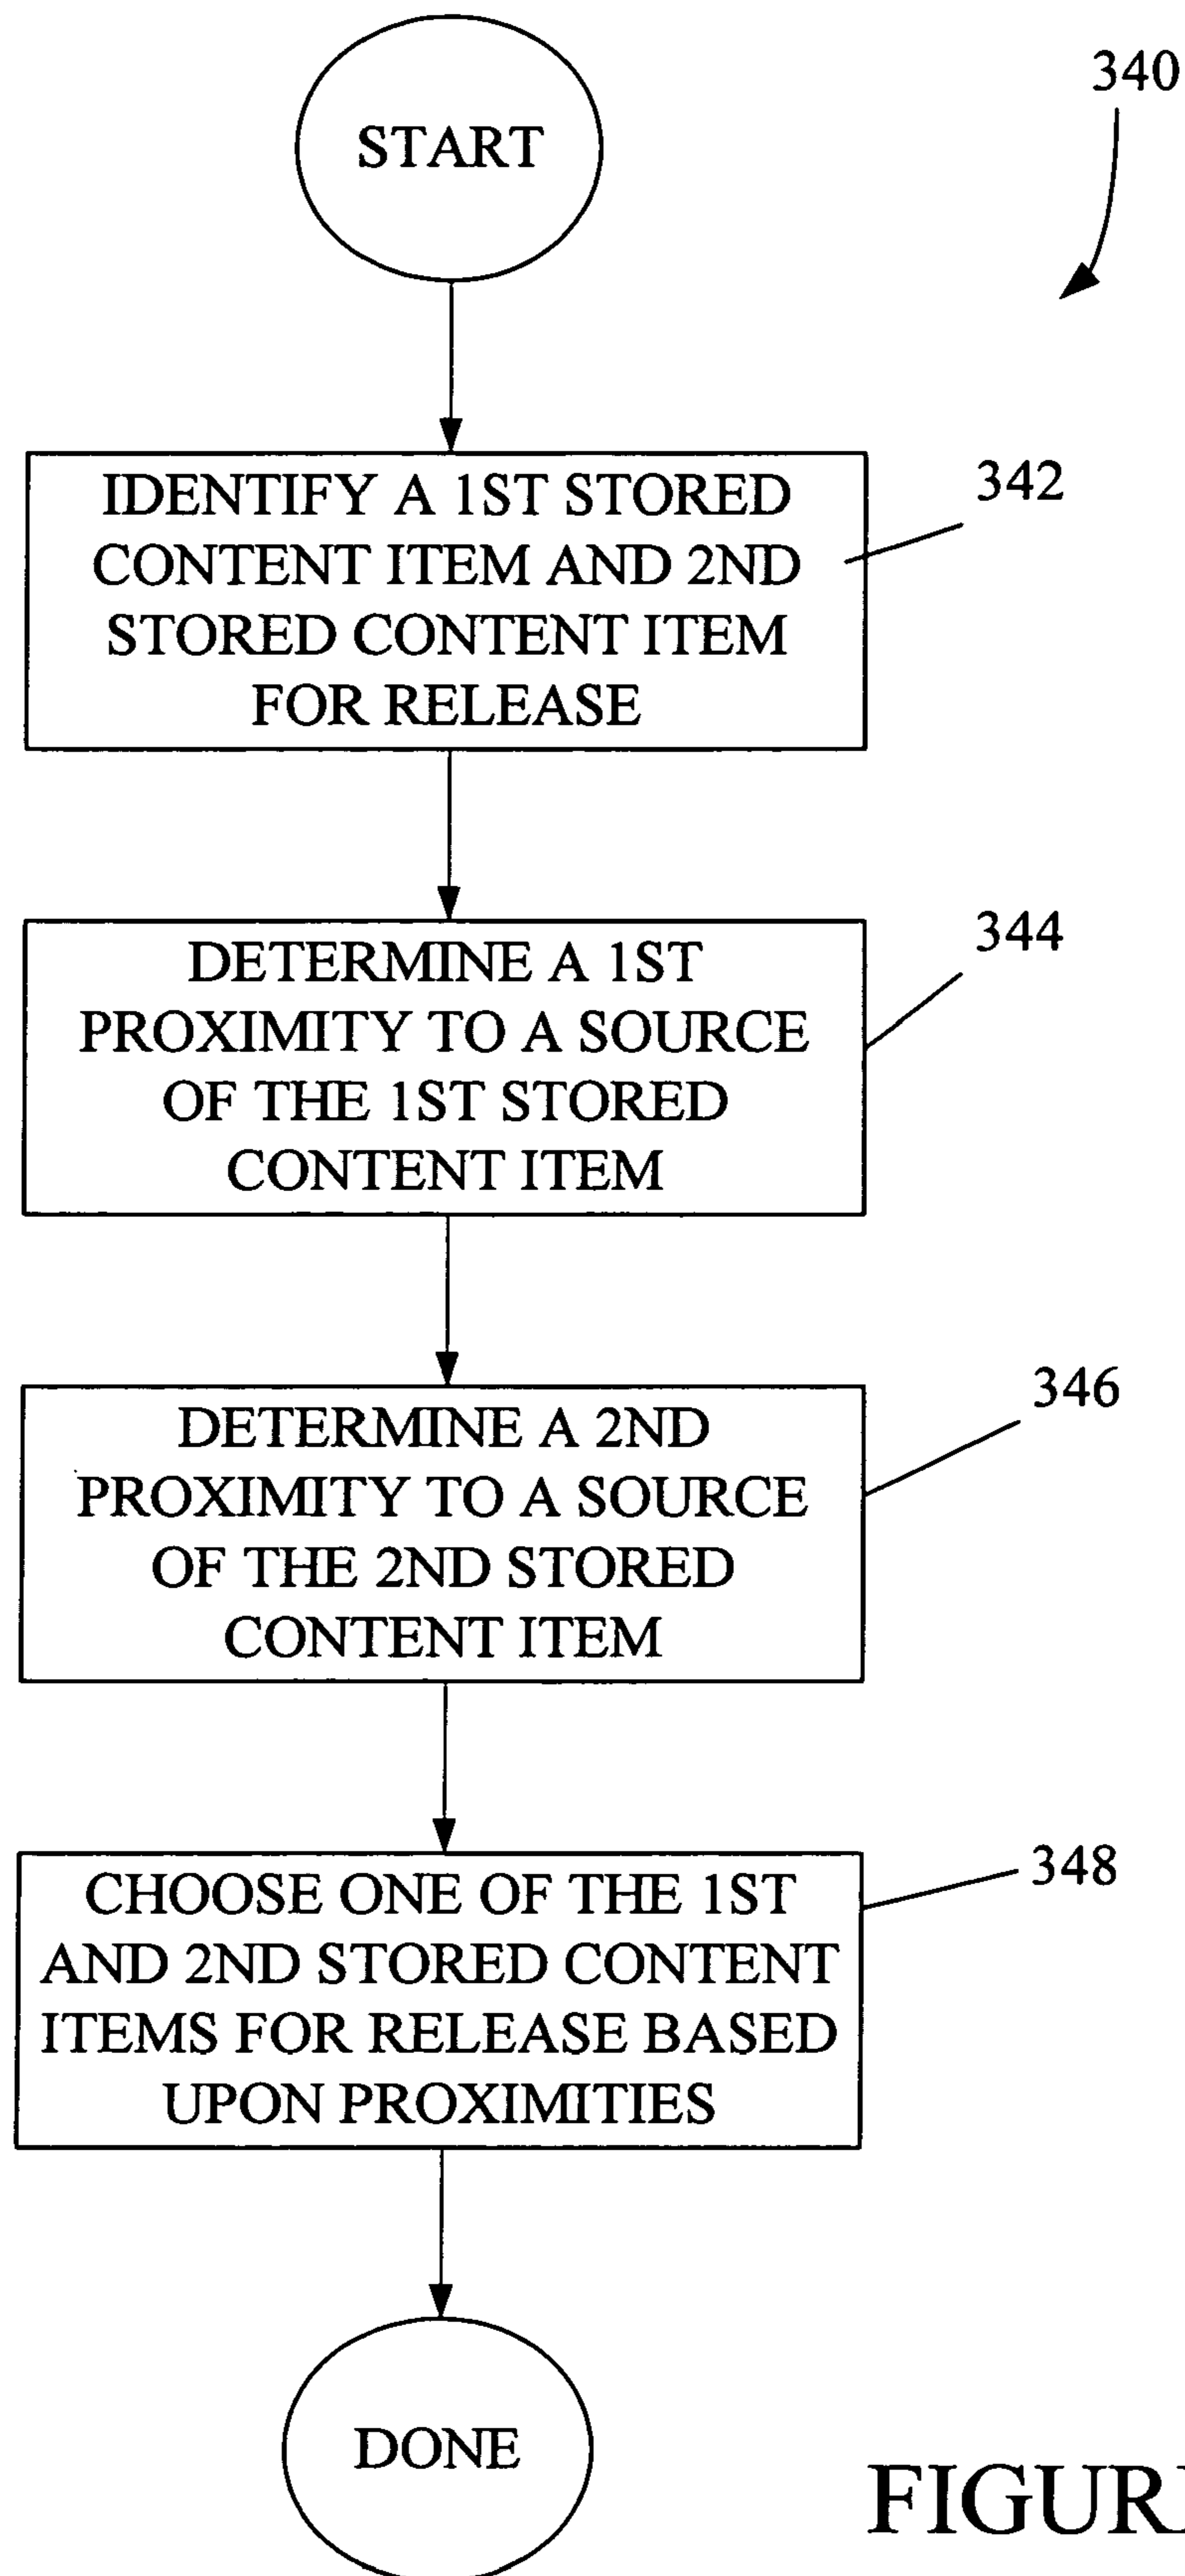 START
340
IDENTIFY A 1ST STORED
CONTENT ITEM AND 2ND
STORED CONTENT ITEM
FOR RELEASE
342
DETERMINE A 1ST
PROXIMITY TO A SOURCE
OF THE 1ST STORED
CONTENT ITEM
344
DETERMINE A 2ND
PROXIMITY TO A SOURCE
OF THE 2ND STORED
CONTENT ITEM
346
CHOOSE ONE OF THE 1ST
AND 2ND STORED CONTENT
ITEMS FOR RELEASE BASED
UPON PROXIMITIES
348
DONE